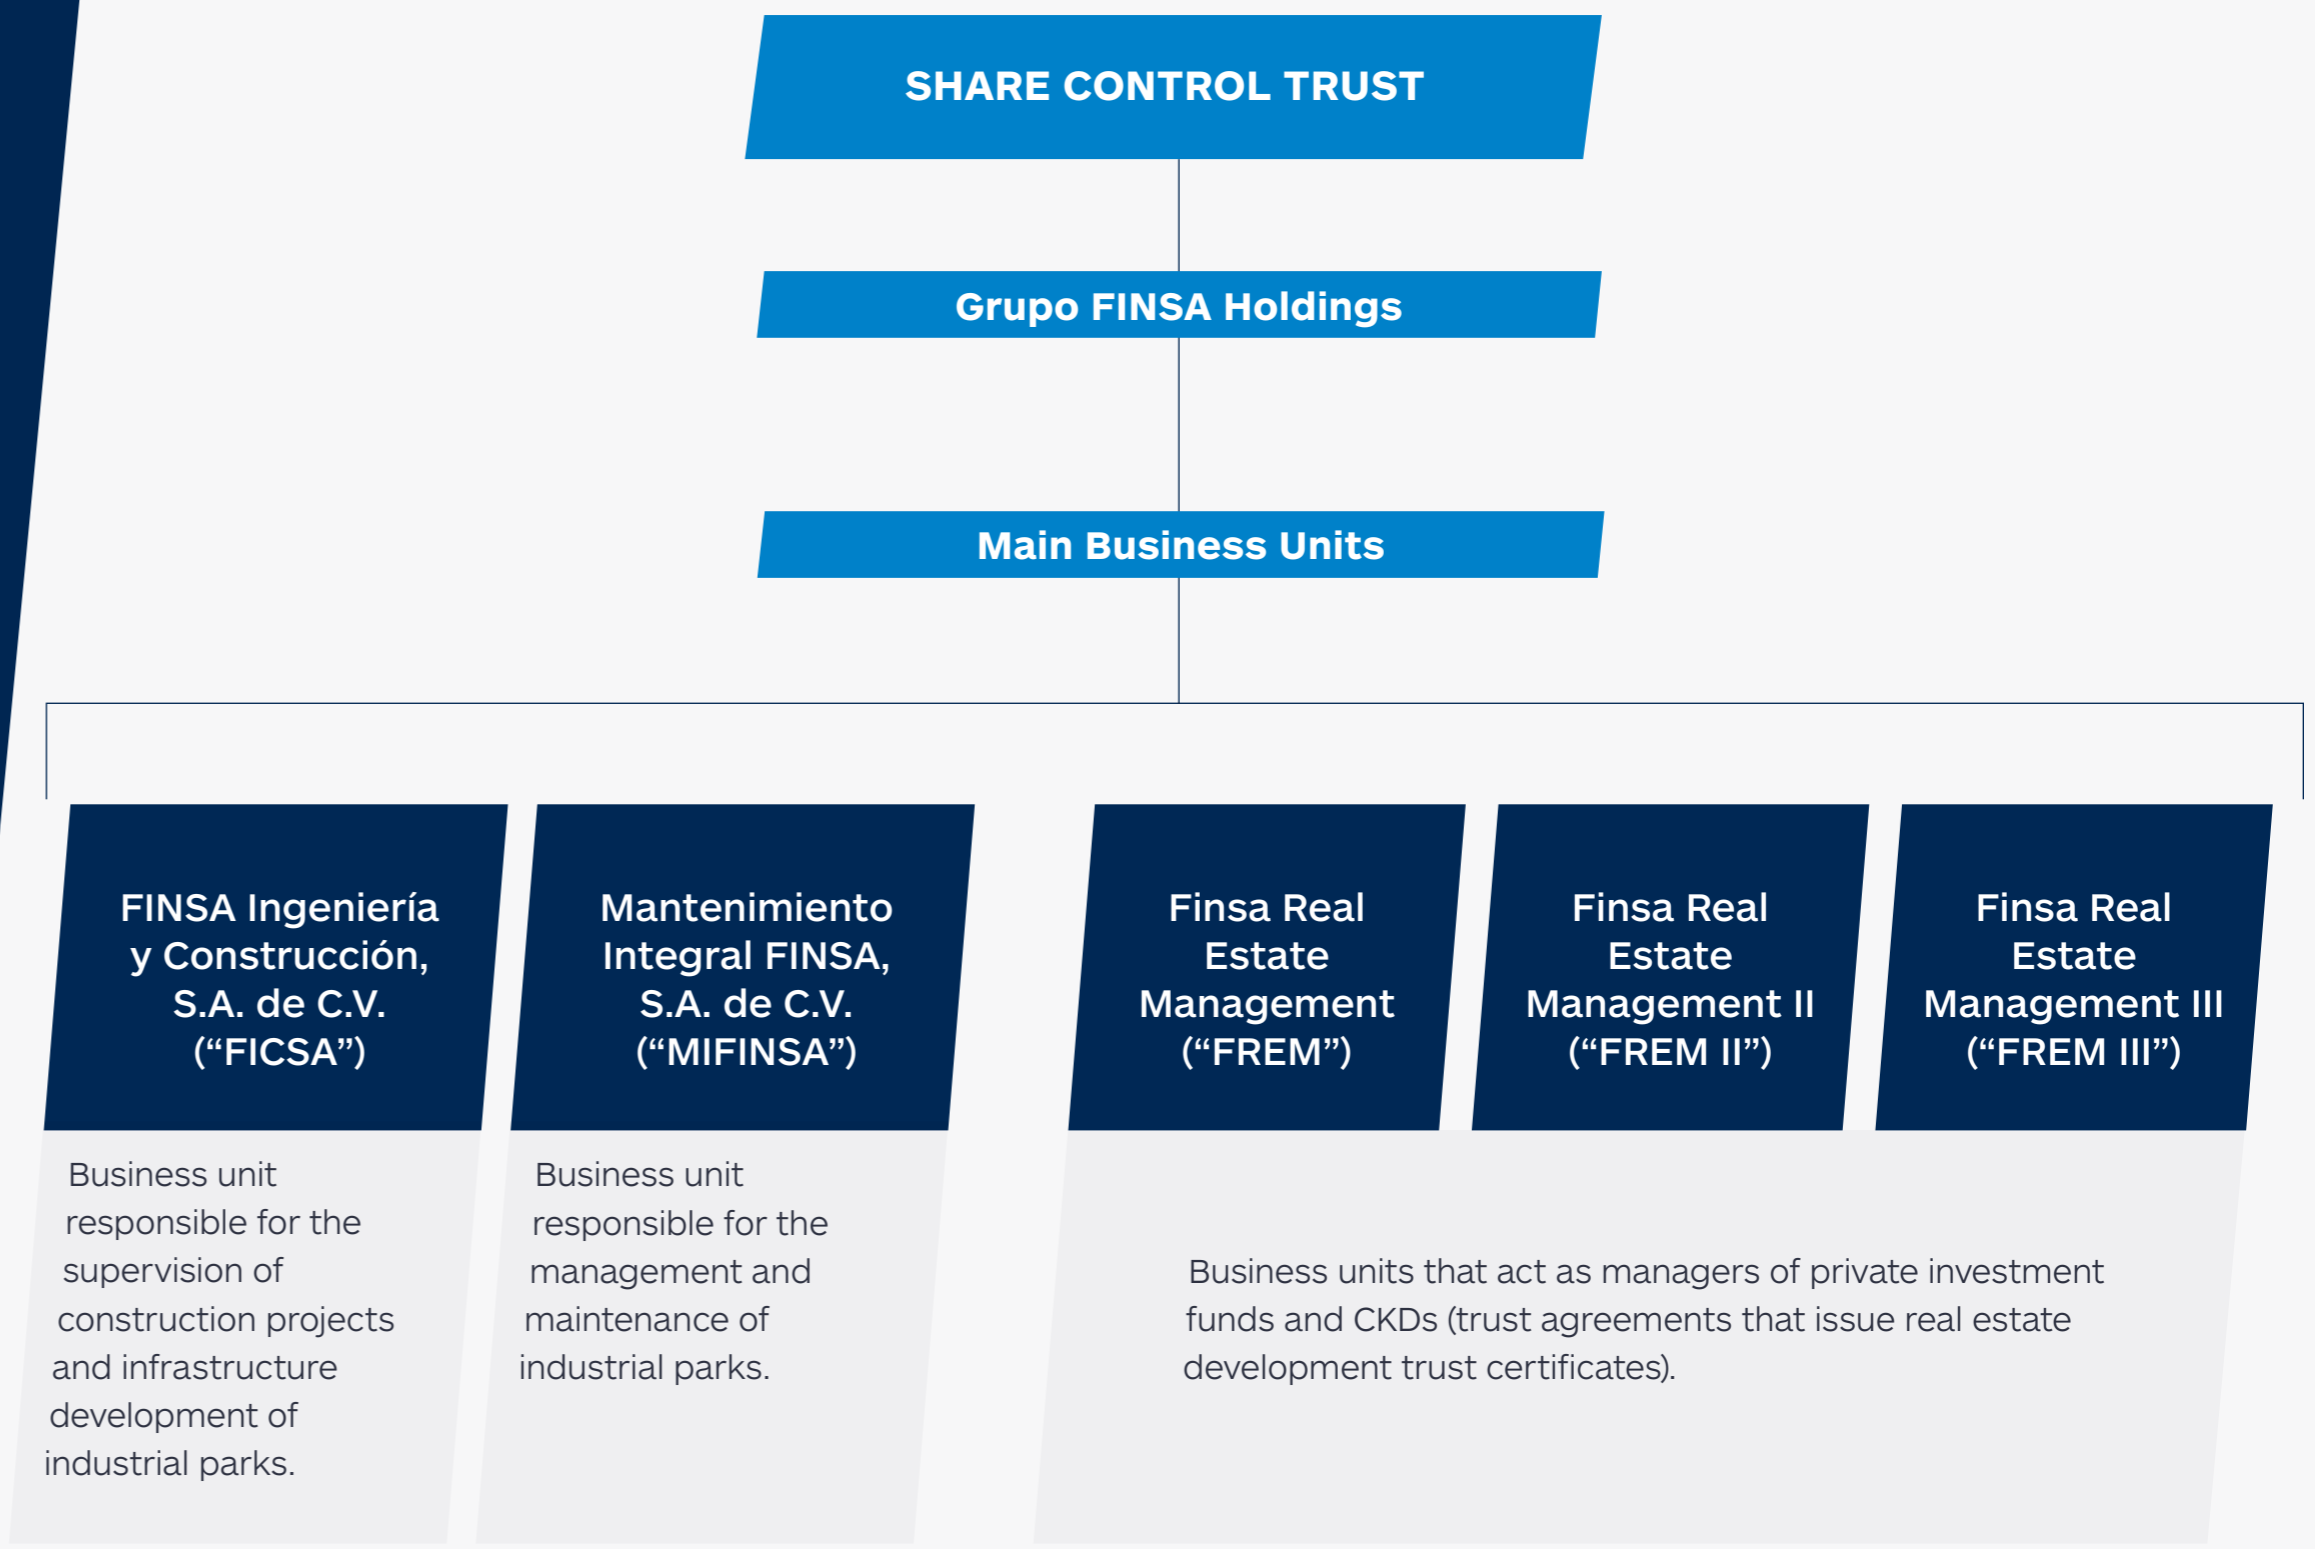 SHARE CONTROL TRUST
Grupo FINSA Holdings
Main Business Units
FINSA Ingeniería
y Construcción,
S.A. de C.V.
(“FICSA”)
Business unit
responsible for the
supervision of
construction projects
and infrastructure
development of
industrial parks.
Mantenimiento
Integral FINSA,
S.A. de C.V.
(“MIFINSA”)
Business unit
responsible for the
management and
maintenance of
industrial parks.
Finsa Real
Estate
Management
(“FREM”)
Finsa Real
Estate
Management II
(“FREM II”)
Finsa Real
Estate
Management III
(“FREM III”)
Business units that act as managers of private investment
funds and CKDs (trust agreements that issue real estate
development trust certificates).